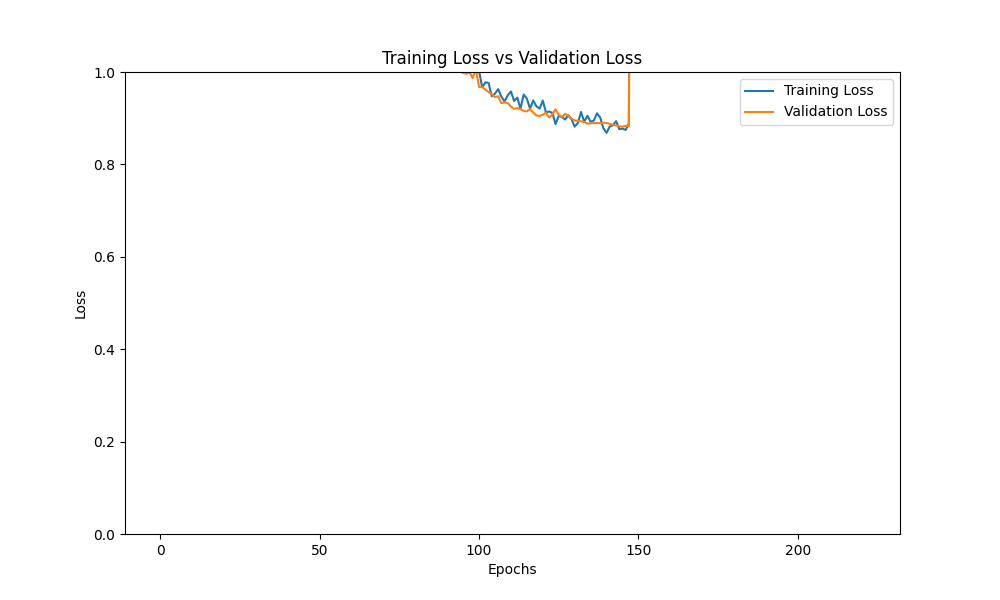 Training Loss vs Validation Loss
1.0
Training Loss
Validation Loss
0.8
0.6
Loss
0.4
0.2
0.0
0 50 100 150 200
Epochs